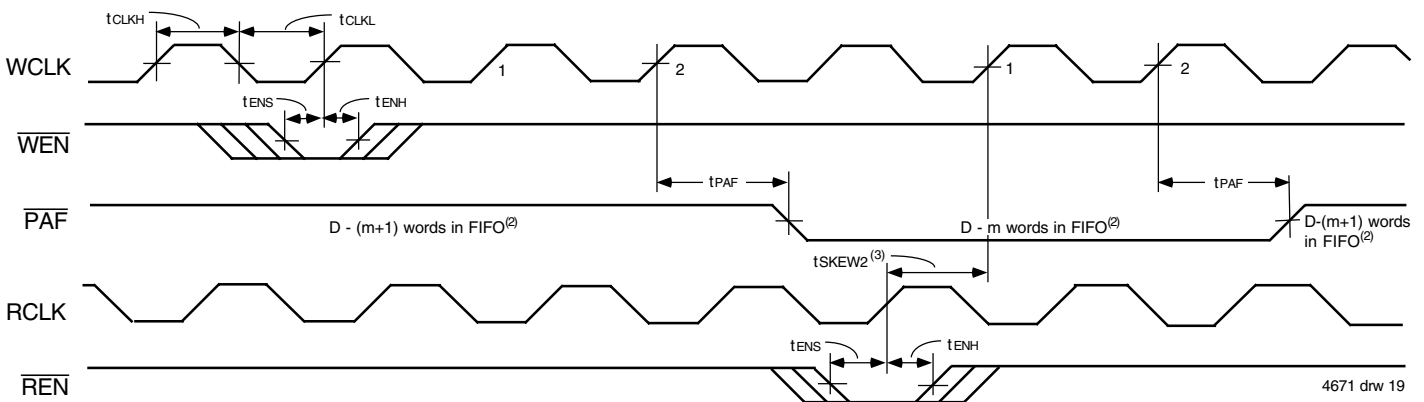 tCLKH tCLKL
WCLK 1 2 1 2
tENS tENH
WEN
tPAF tPAF
PAF
D - (m+1) words in FIFO(2) D - m words in FIFO(2) D-(m+1) words
in FIFO(2)
tSKEW2(3)
RCLK
tENS tENH
REN
4671 drw 19